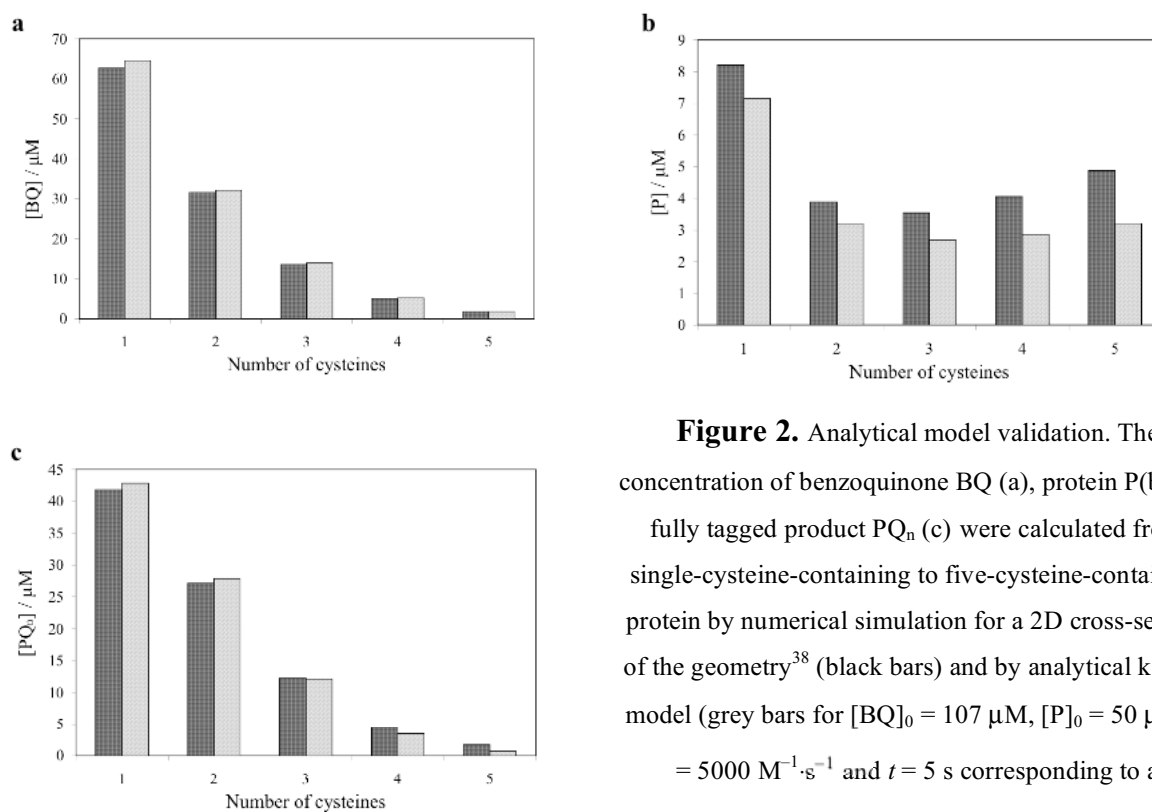 a
70
60
50
40
30
20
10
0
[BQ] / μM
1 2 3 4 5
Number of cysteines
b
9
8
7
6
5
4
3
2
1
0
[P] / μM
1 2 3 4 5
Number of cysteines
c
45
40
35
30
25
20
15
10
5
0
[PQn] / μM
1 2 3 4 5
Number of cysteines
Figure 2. Analytical model validation. The
concentration of benzoquinone BQ (a), protein P(b
fully tagged product PQn (c) were calculated fr
single-cysteine-containing to five-cysteine-conta
protein by numerical simulation for a 2D cross-se
of the geometry³⁸ (black bars) and by analytical k
model (grey bars for [BQ]₀ = 107 μM, [P]₀ = 50 μ
= 5000 M⁻¹·s⁻¹ and t = 5 s corresponding to a